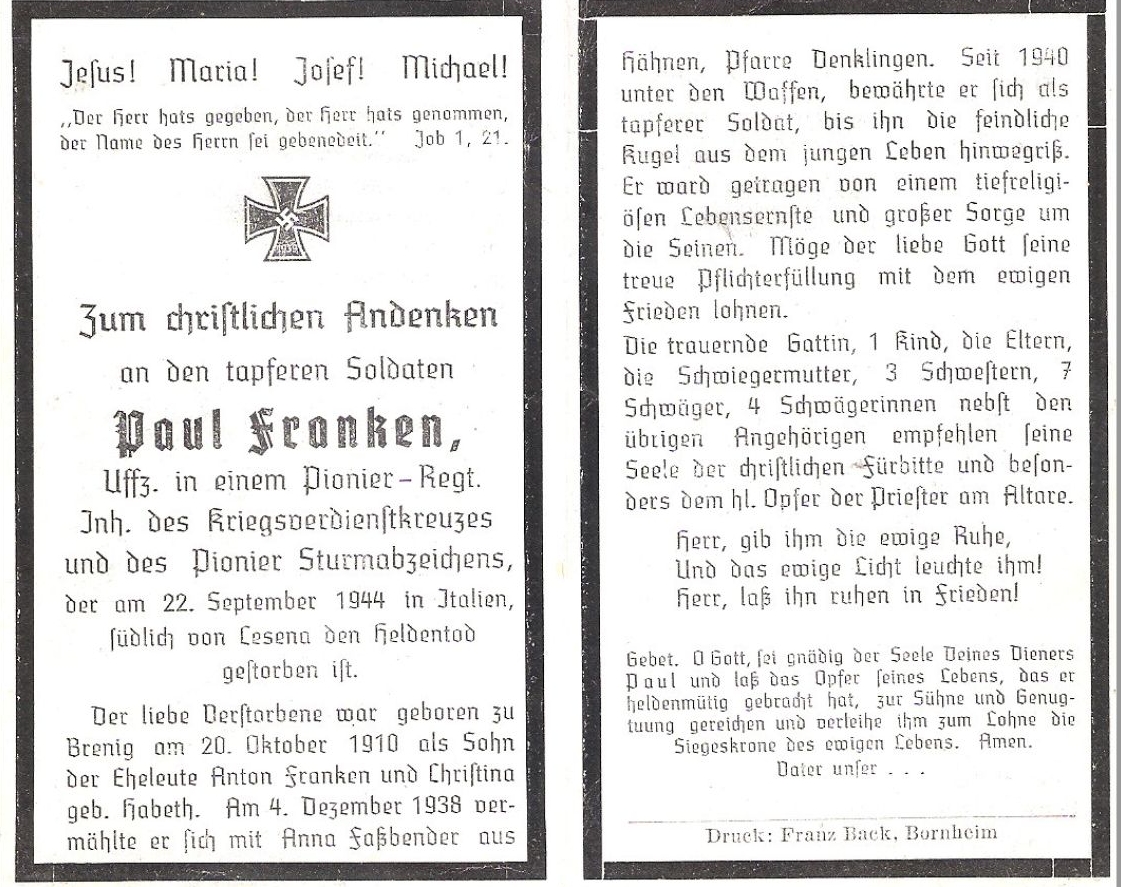 Jesus! Maria! Josef! Michael!
„Der Herr hats gegeben, der Herr hats genommen,
der Name des Herrn sei gebenedeit.” Job 1, 21.
1939
Zum christlichen Andenken
an den tapferen Soldaten
Paul Franken,
Uffz. in einem Pionier-Regt.
Inh. des Kriegsverdienstkreuzes
und des Pionier Sturmabzeichens,
der am 22. September 1944 in Italien,
südlich von Cesena den Heldentod
gestorben ist.
Der liebe Verstorbene war geboren zu
Brenig am 20. Oktober 1910 als Sohn
der Eheleute Anton Franken und Christina
geb. Habeth. Am 4. Dezember 1938 ver-
mählte er sich mit Anna Faßbender aus
Hähnen, Pfarre Denklingen. Seit 1940
unter den Waffen, bewährte er sich als
tapferer Soldat, bis ihn die feindliche
Kugel aus dem jungen Leben hinwegriß.
Er ward getragen von einem tiefreligi-
ösen Lebensernste und großer Sorge um
die Seinen. Möge der liebe Gott seine
treue Pflichterfüllung mit dem ewigen
Frieden lohnen.
Die trauernde Gattin, 1 Kind, die Eltern,
die Schwiegermutter, 3 Schwestern, 7
Schwäger, 4 Schwägerinnen nebst den
übrigen Angehörigen empfehlen seine
Seele der christlichen Fürbitte und beson-
ders dem hl. Opfer der Priester am Altare.
Herr, gib ihm die ewige Ruhe,
Und das ewige Licht leuchte ihm!
Herr, laß ihn ruhen in Frieden!
Gebet. O Gott, sei gnädig der Seele Deines Dieners
Paul und laß das Opfer seines Lebens, das er
heldenmütig gebracht hat, zur Sühne und Genug-
tuung gereichen und verleihe ihm zum Lohne die
Siegeskrone des ewigen Lebens. Amen.
Vater unser . . .
Druck: Franz Back, Bornheim